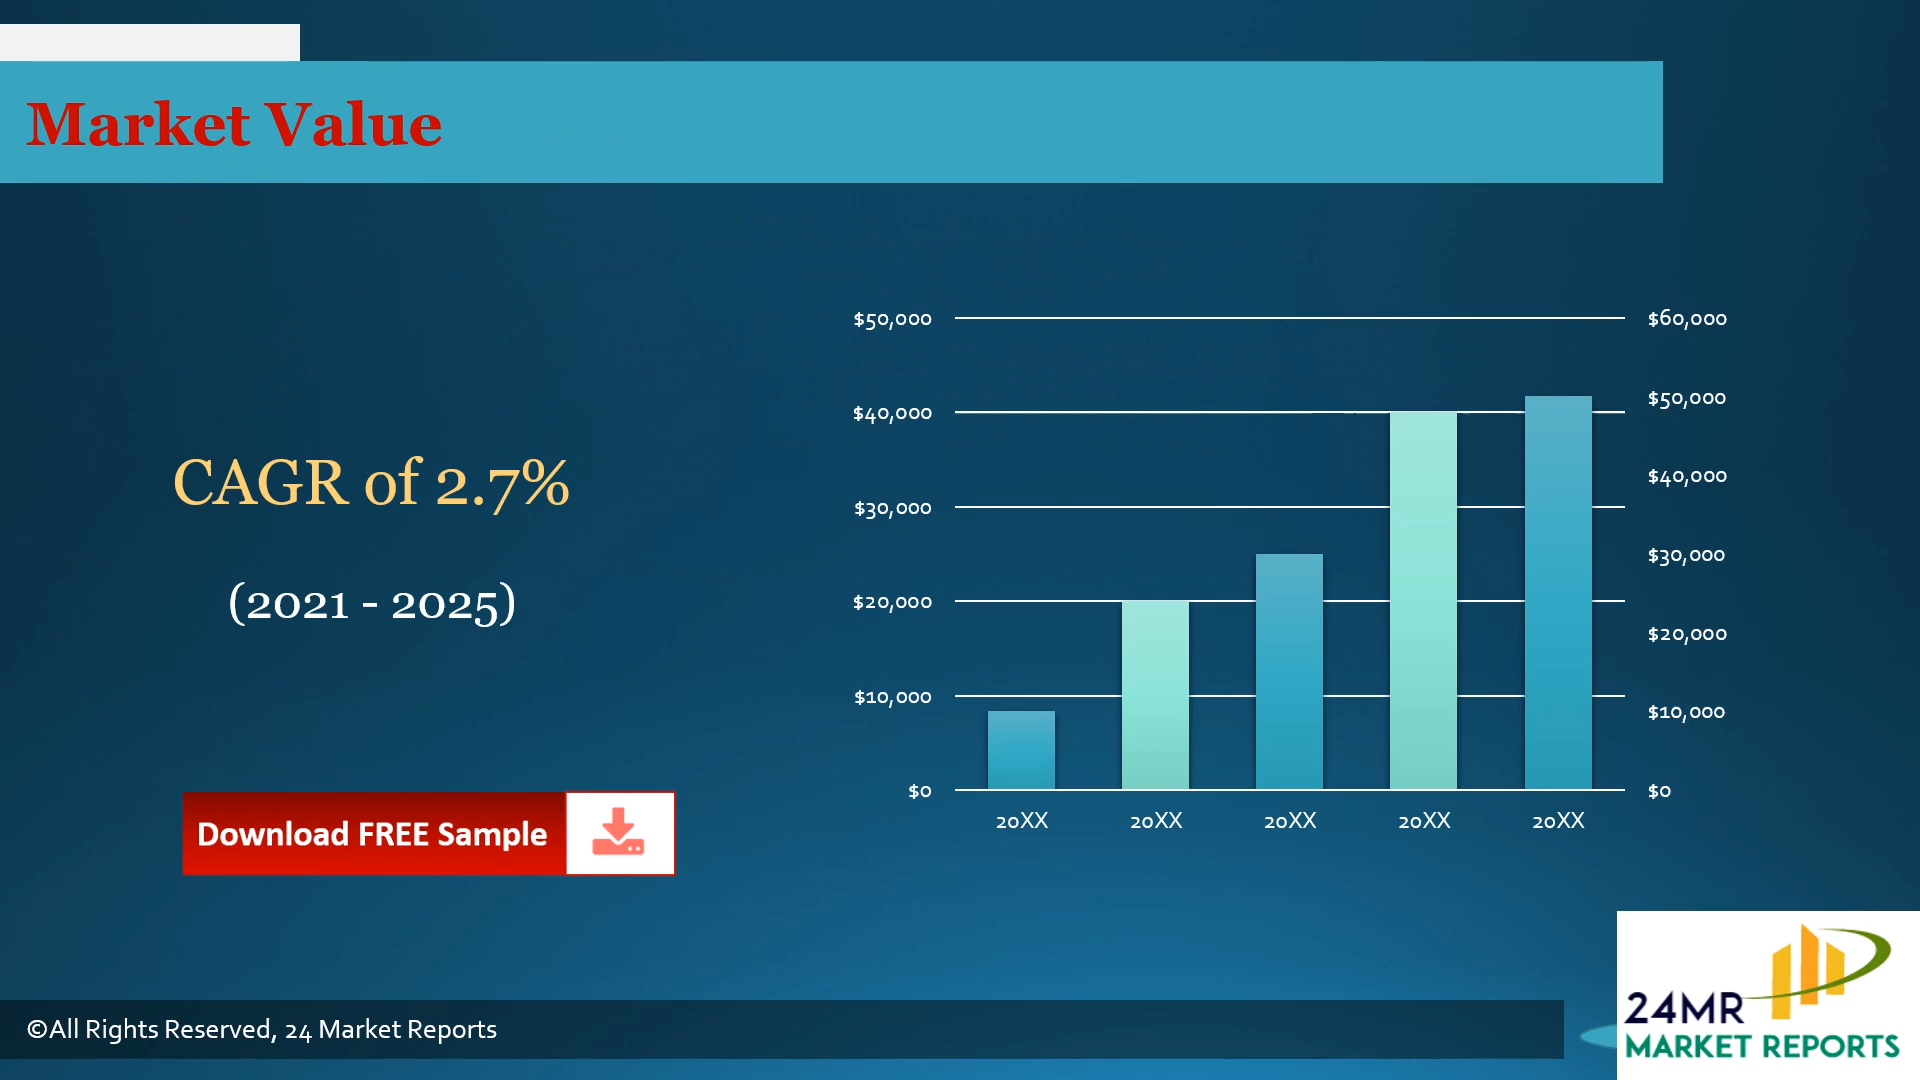 Market Value
CAGR of 2.7%
(2021 - 2025)
Download FREE Sample
$50,000
$40,000
$30,000
$20,000
$10,000
$0
$60,000
$50,000
$40,000
$30,000
$20,000
$10,000
$0
20XX 20XX 20XX 20XX 20XX
©All Rights Reserved, 24 Market Reports
24MR
MARKET REPORTS